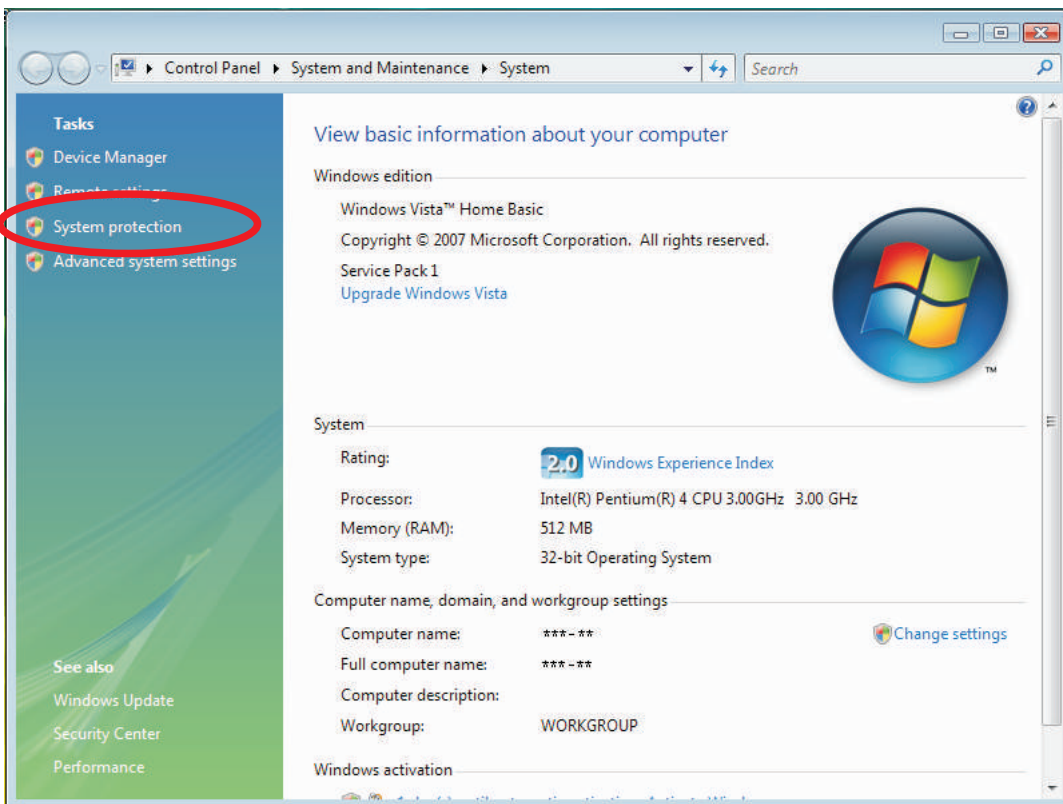 Control Panel System and Maintenance System Search
Tasks
Device Manager
Remote settings
System protection
Advanced system settings
See also
Windows Update
Security Center
Performance
View basic information about your computer
Windows edition
Windows Vista™ Home Basic
Copyright © 2007 Microsoft Corporation. All rights reserved.
Service Pack 1
Upgrade Windows Vista
TM
System
Rating: 2.0 Windows Experience Index
Processor: Intel(R) Pentium(R) 4 CPU 3.00GHz 3.00 GHz
Memory (RAM): 512 MB
System type: 32-bit Operating System
Computer name, domain, and workgroup settings
Computer name: ***-** Change settings
Full computer name: ***-**
Computer description:
Workgroup: WORKGROUP
Windows activation